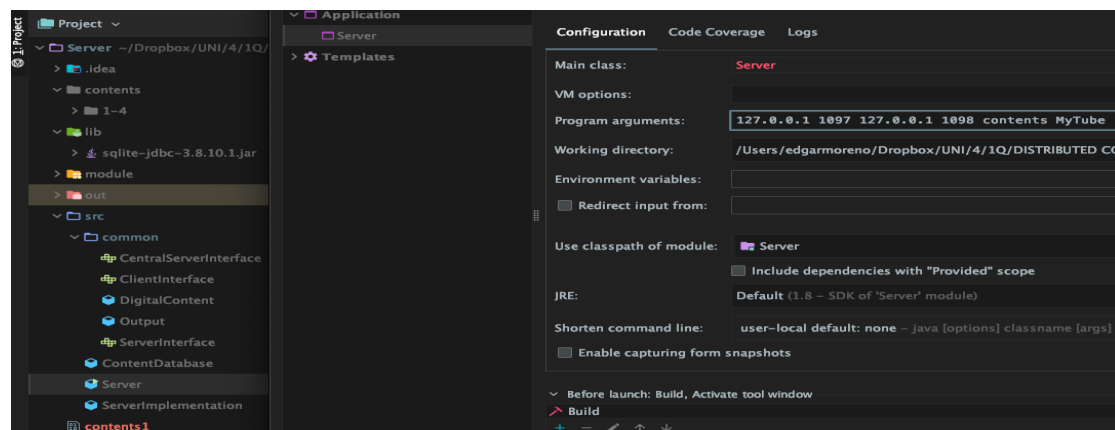 1: Project
Project
Server ~/Dropbox/UNI/4/1Q/
.idea
contents
1-4
lib
sqlite-jdbc-3.8.10.1.jar
module
out
src
common
CentralServerInterface
ClientInterface
DigitalContent
Output
ServerInterface
ContentDatabase
Server
ServerImplementation
contents1
Application
Server
Templates
Configuration Code Coverage Logs
Main class: Server
VM options:
Program arguments: 127.0.0.1 1097 127.0.0.1 1098 contents MyTube
Working directory: /Users/edgarmoreno/Dropbox/UNI/4/1Q/DISTRIBUTED CO
Environment variables:
Redirect input from:
Use classpath of module: Server
Include dependencies with "Provided" scope
JRE: Default (1.8 – SDK of 'Server' module)
Shorten command line: user-local default: none – java [options] classname [args]
Enable capturing form snapshots
Before launch: Build, Activate tool window
Build